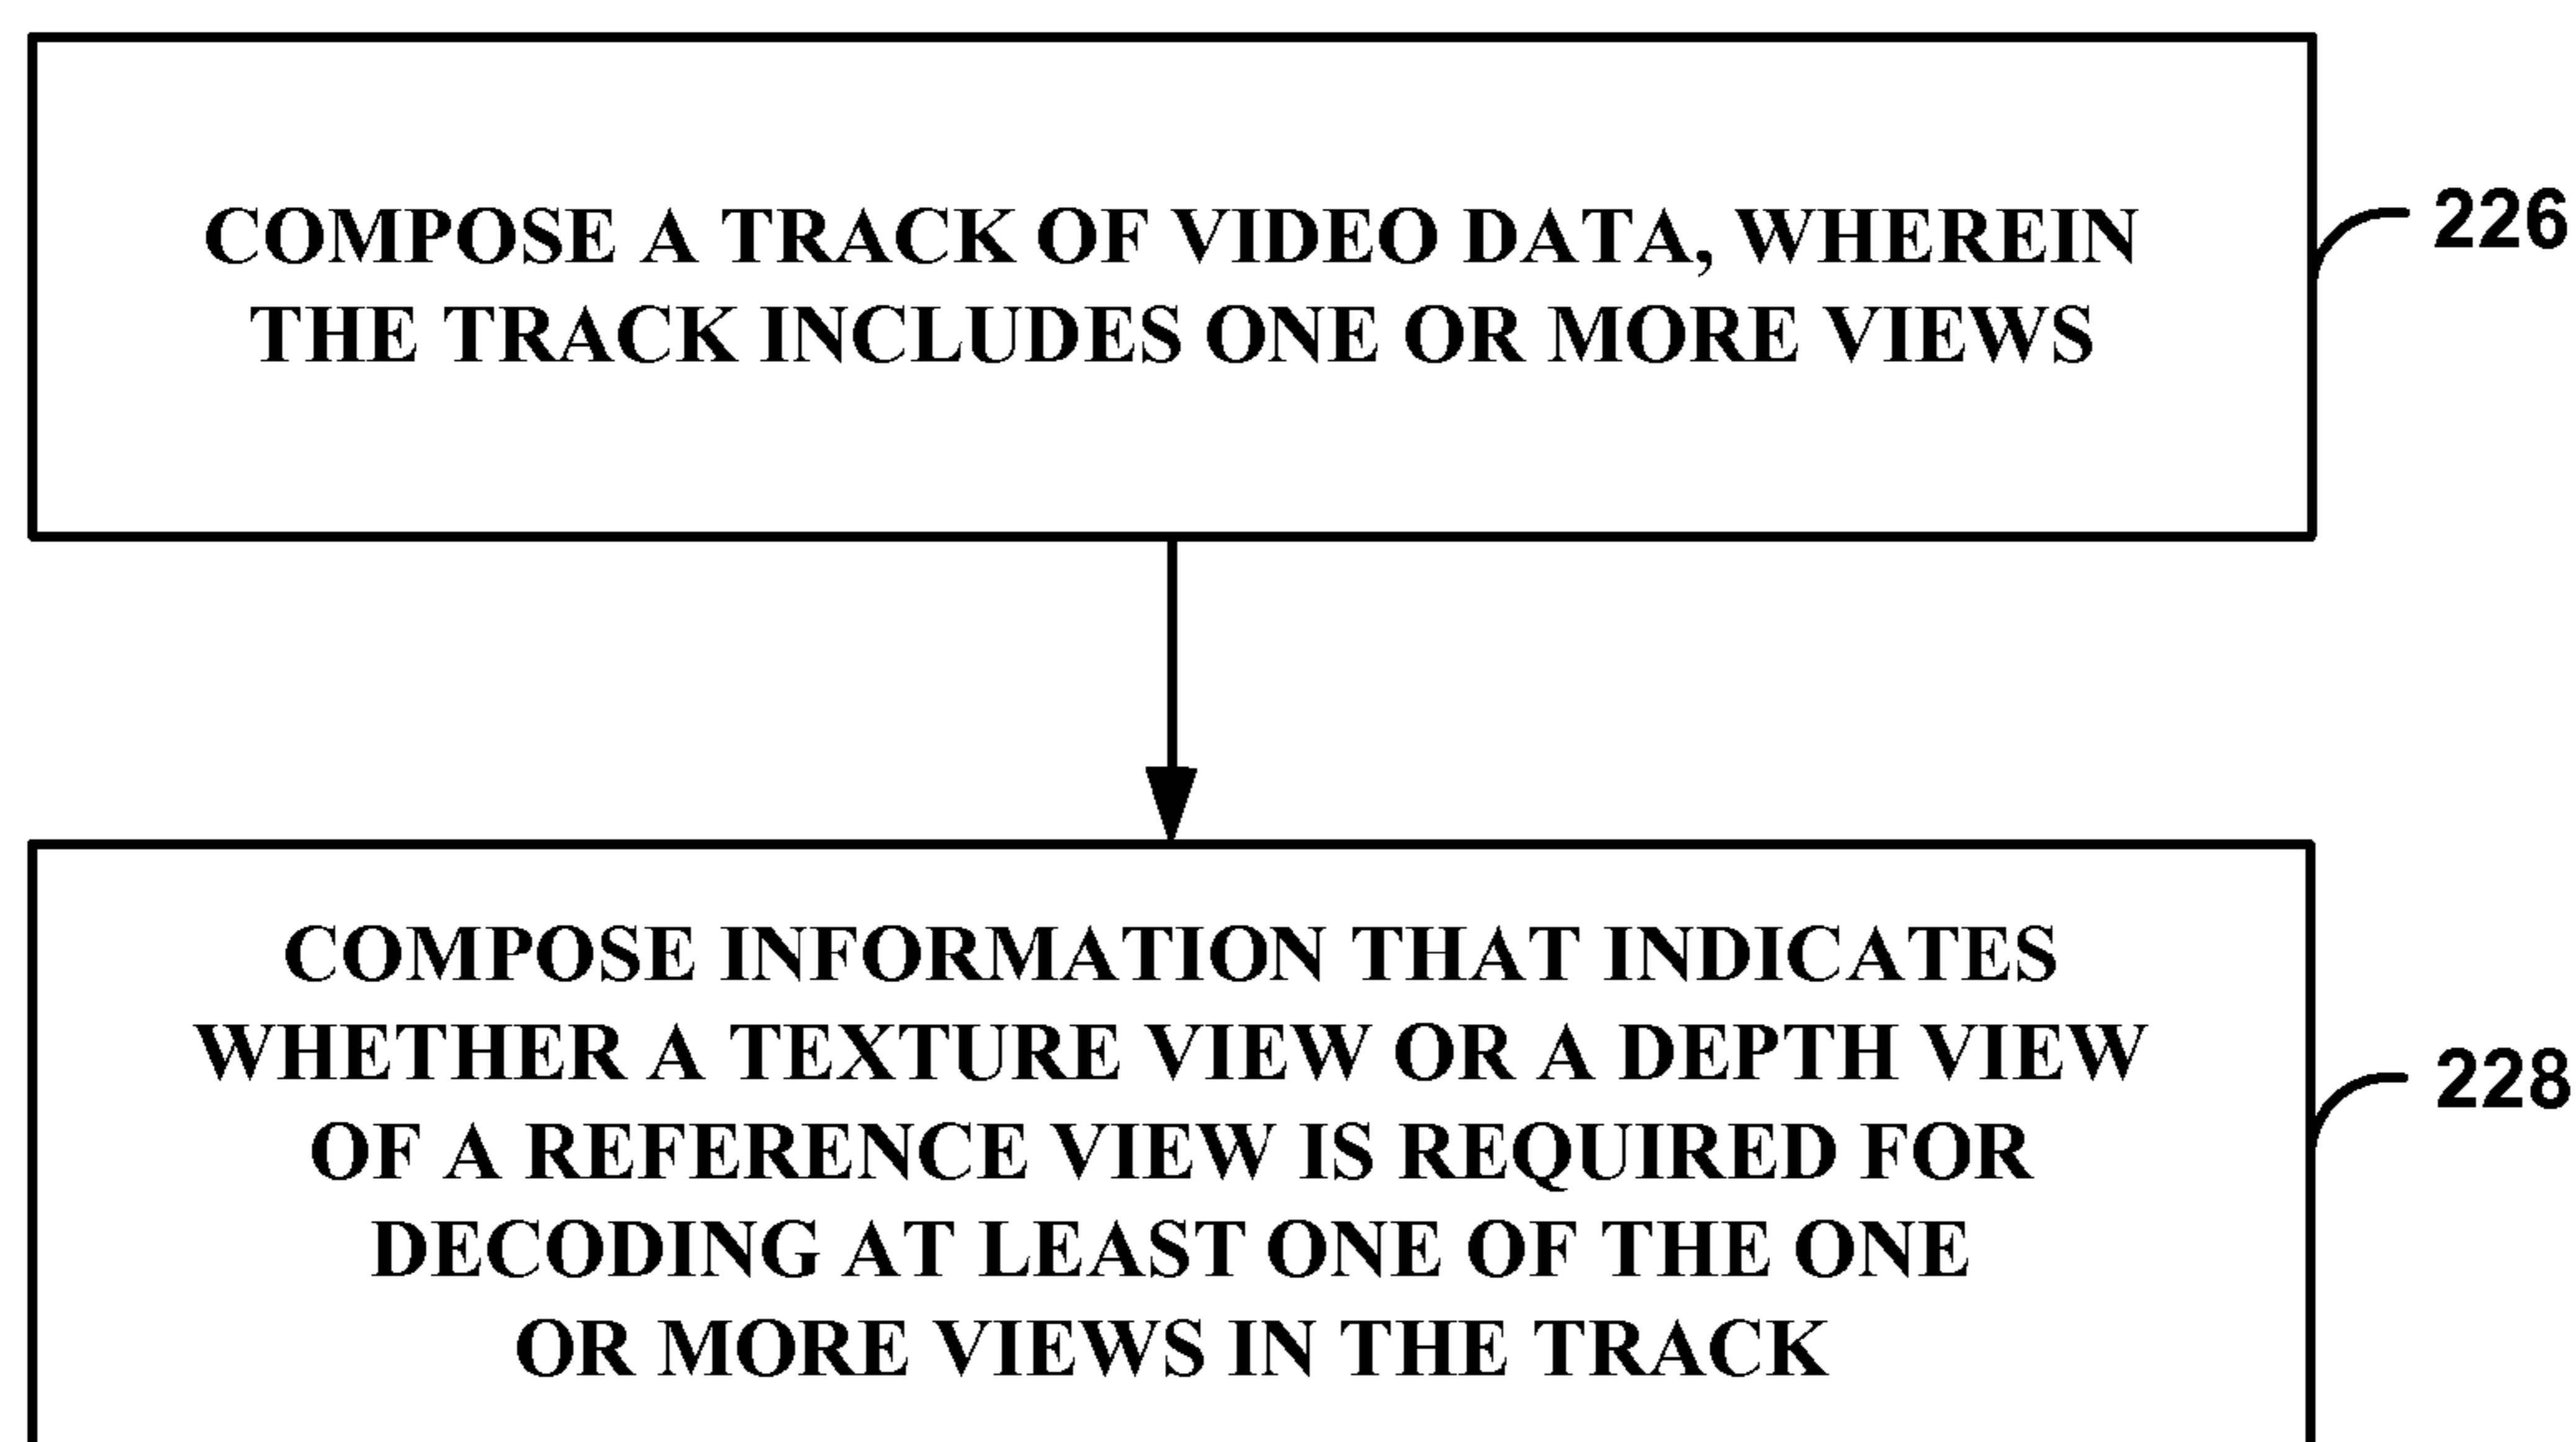 COMPOSE A TRACK OF VIDEO DATA, WHEREIN
THE TRACK INCLUDES ONE OR MORE VIEWS
226
COMPOSE INFORMATION THAT INDICATES
WHETHER A TEXTURE VIEW OR A DEPTH VIEW
OF A REFERENCE VIEW IS REQUIRED FOR
DECODING AT LEAST ONE OF THE ONE
OR MORE VIEWS IN THE TRACK
228